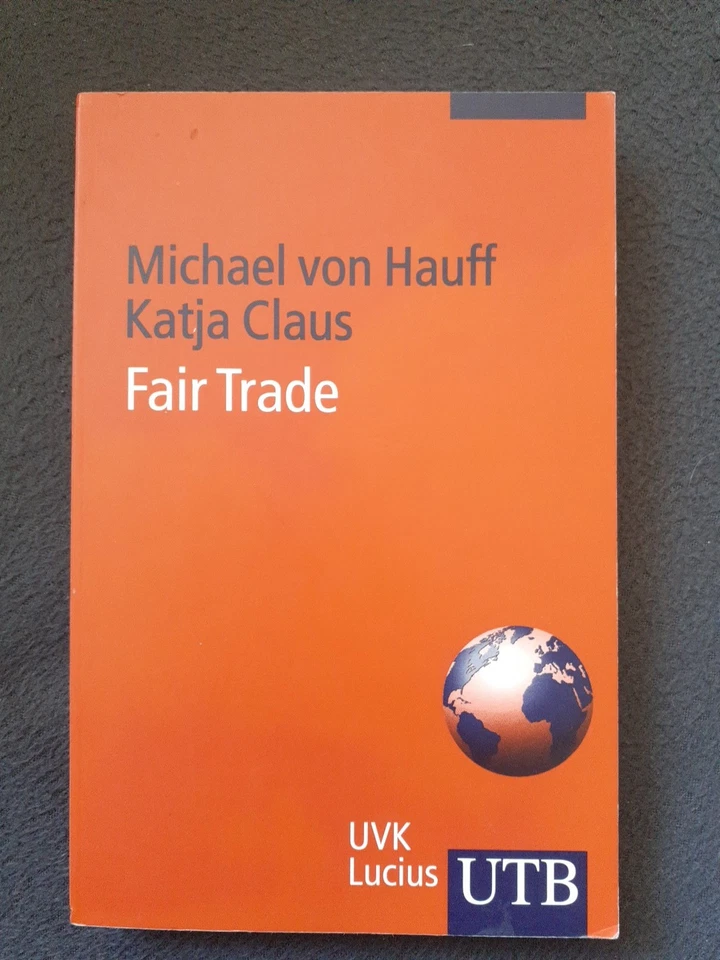 Michael von Hauff
Katja Claus
Fair Trade
UVK
Lucius
UTB